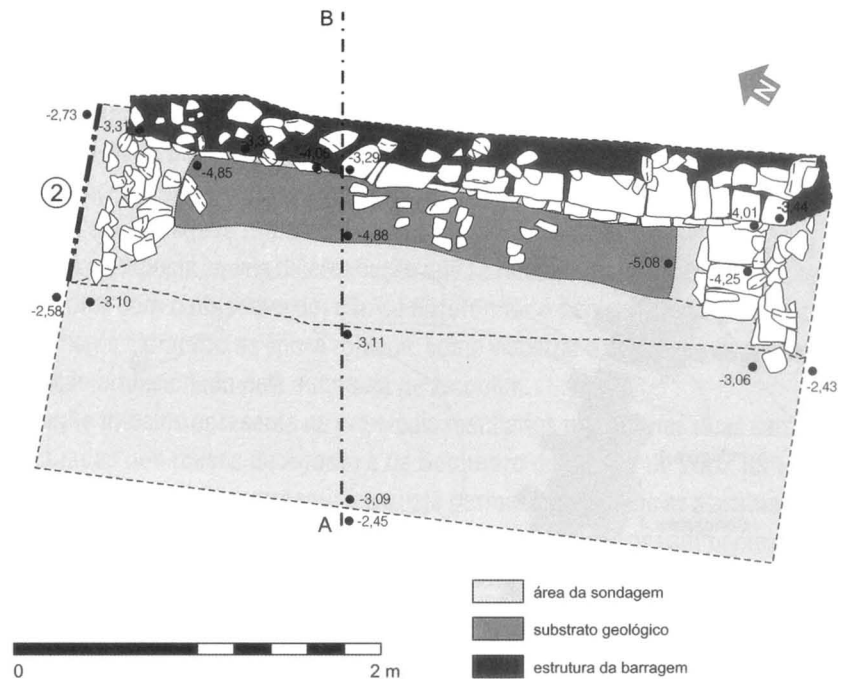 B
N
-2,73
-3,31
-3,32
-4,05
-3,29
-4,85
2
-4,01
-3,44
-4,88
-5,08
-4,25
-2,58
-3,10
-3,11
-3,06
-2,43
-3,09
A
-2,45
área da sondagem
substrato geológico
estrutura da barragem
0
2 m